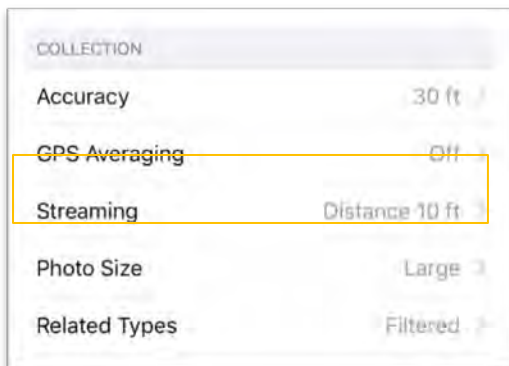 COLLECTION
Accuracy 30 ft
GPS Averaging Off
Streaming Distance 10 ft
Photo Size Large
Related Types Filtered